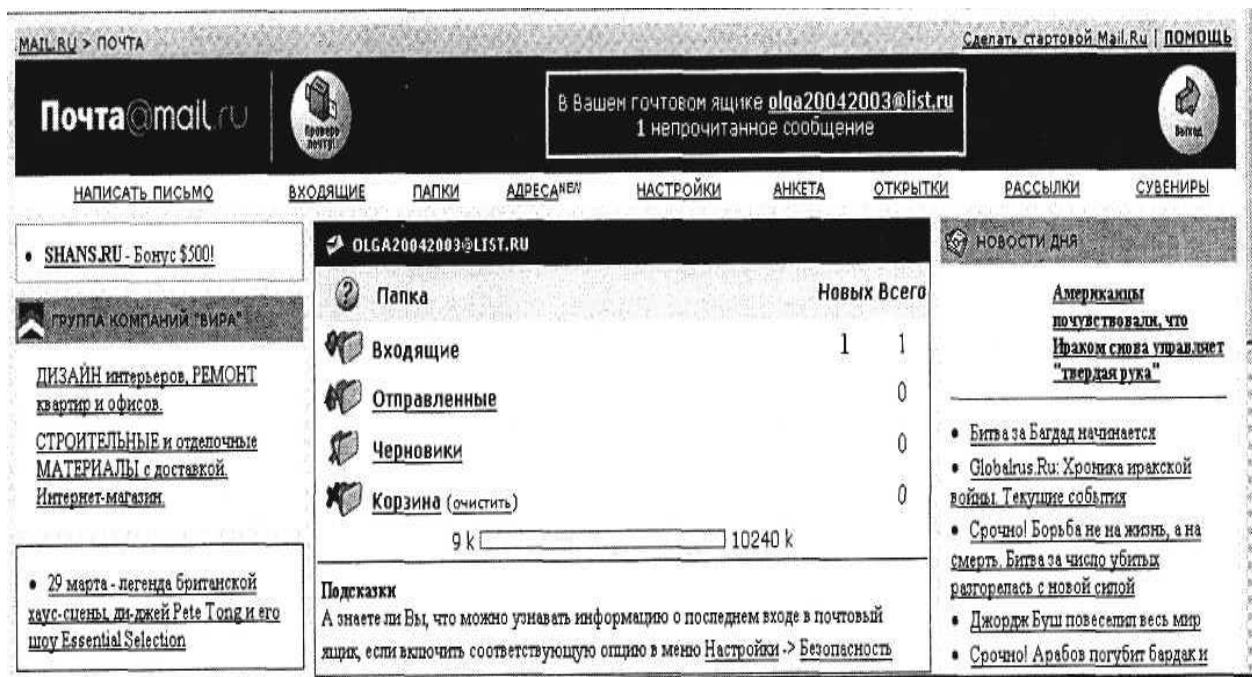 MAIL.RU > ПОЧТА
Сделать стартовой Mail.Ru | ПОМОЩЬ
Почта@mail.ru
Проверь почту!
В Вашем гочтовом ящике olga20042003@list.ru
1 непрочитанное сообщение
Выход
НАПИСАТЬ ПИСЬМО ВХОДЯЩИЕ ПАПКИ АДРЕСА NEW НАСТРОЙКИ АНКЕТА ОТКРЫТКИ РАССЫЛКИ СУВЕНИРЫ
• SHANS.RU - Бонус $500!
ГРУППА КОМПАНИЙ "ВИРА"
ДИЗАЙН интерьеров, РЕМОНТ
квартир и офисов.
СТРОИТЕЛЬНЫЕ и отделочные
МАТЕРИАЛЫ с доставкой.
Интернет-магазин.
• 29 марта - легенда британской
хаус-сцены, ди-джей Pete Tong и его
шоу Essential Selection
OLGA20042003@LIST.RU
Папка Новых Всего
Входящие 1 1
Отправленные 0
Черновики 0
Корзина (очистить) 0
9 k 10240 k
Подсказки
А знаете ли Вы, что можно узнавать информацию о последнем входе в почтовый
ящик, если включить соответствующую опцию в меню Настройки -> Безопасность
НОВОСТИ ДНЯ
Американцы
почувствовали, что
Ираком снова управляет
"твердая рука"
• Битва за Багдад начинается
• Globalrus.Ru: Хроника иракской
войны. Текущие события
• Срочно! Борьба не на жизнь, а на
смерть. Битва за число убитых
разгорелась с новой силой
• Джордж Буш повеселил весь мир
• Срочно! Арабов погубит бардак и